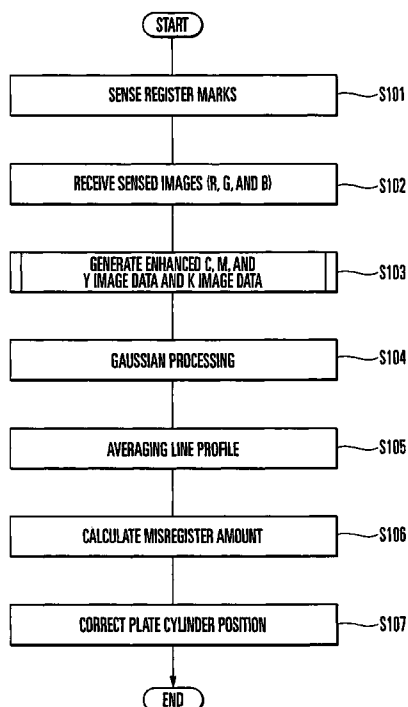 START
SENSE REGISTER MARKS
S101
RECEIVE SENSED IMAGES (R, G, AND B)
S102
GENERATE ENHANCED C, M, AND
Y IMAGE DATA AND K IMAGE DATA
S103
GAUSSIAN PROCESSING
S104
AVERAGING LINE PROFILE
S105
CALCULATE MISREGISTER AMOUNT
S106
CORRECT PLATE CYLINDER POSITION
S107
END